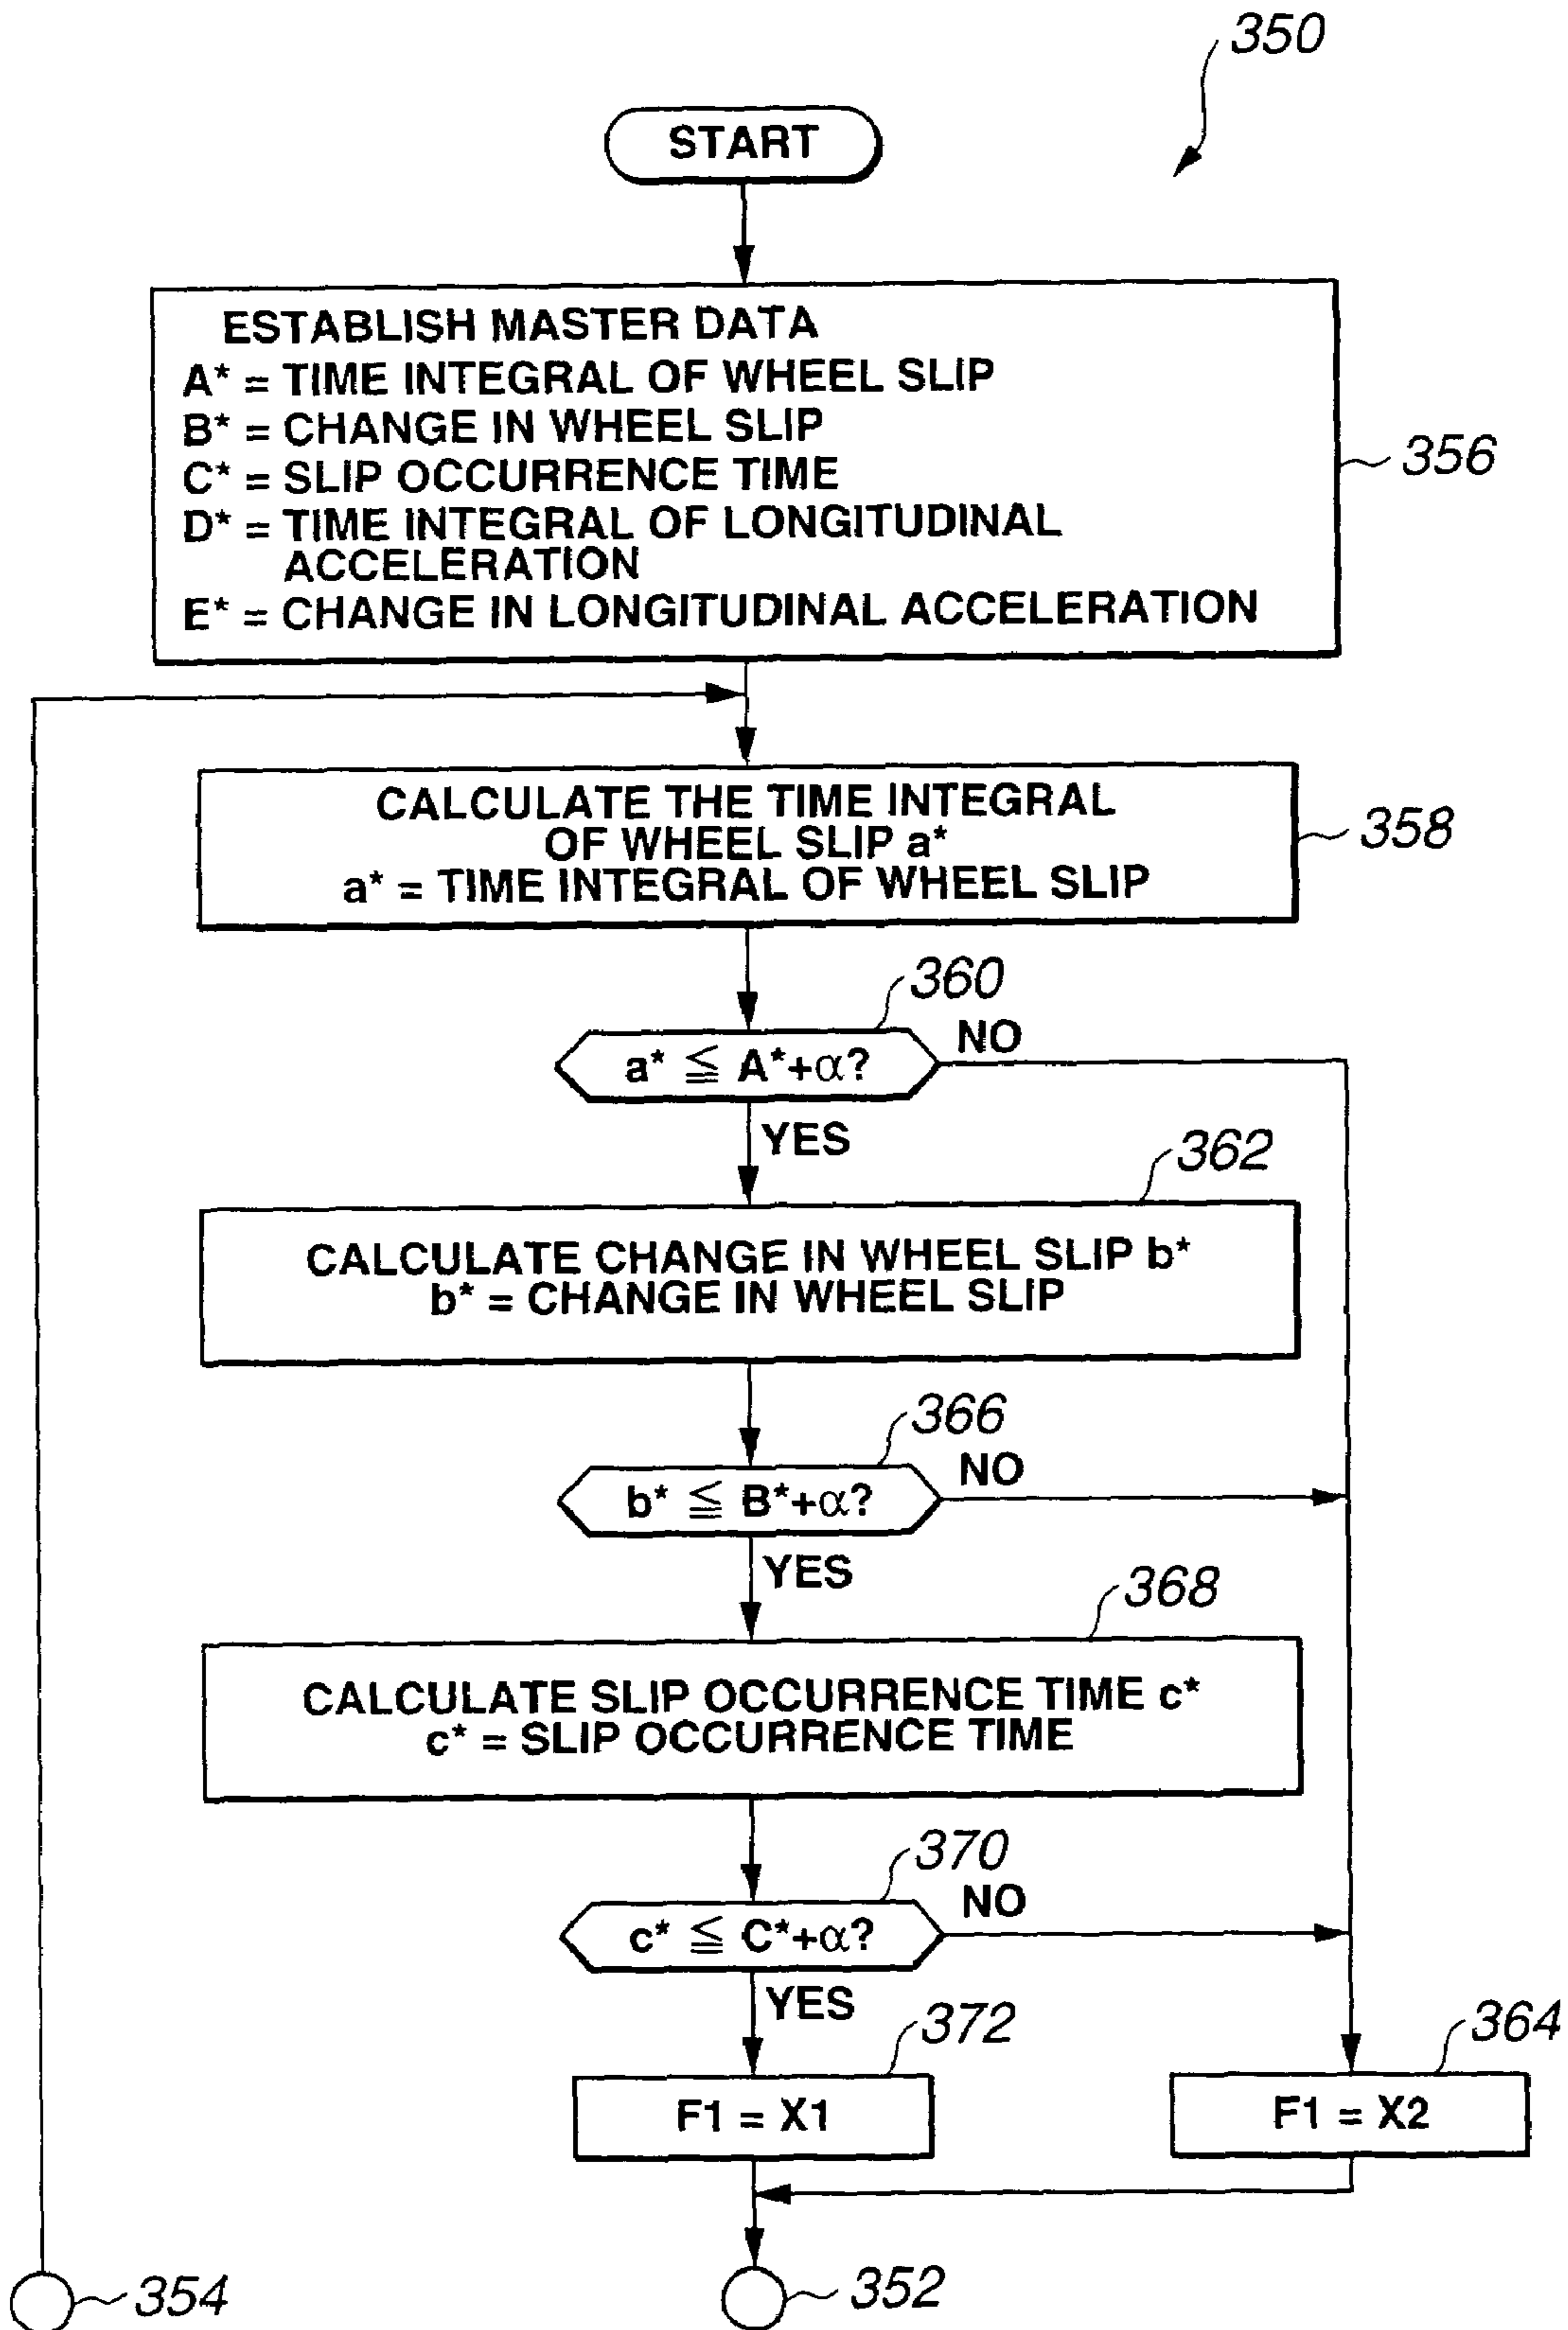 350
START
ESTABLISH MASTER DATA
A* = TIME INTEGRAL OF WHEEL SLIP
B* = CHANGE IN WHEEL SLIP
C* = SLIP OCCURRENCE TIME
D* = TIME INTEGRAL OF LONGITUDINAL
ACCELERATION
E* = CHANGE IN LONGITUDINAL ACCELERATION
356
CALCULATE THE TIME INTEGRAL
OF WHEEL SLIP a*
a* = TIME INTEGRAL OF WHEEL SLIP
358
360
a* ≦ A*+α?
NO
YES
362
CALCULATE CHANGE IN WHEEL SLIP b*
b* = CHANGE IN WHEEL SLIP
366
b* ≦ B*+α?
NO
YES
368
CALCULATE SLIP OCCURRENCE TIME c*
c* = SLIP OCCURRENCE TIME
370
c* ≦ C*+α?
NO
YES
372
F1 = X1
364
F1 = X2
354
352